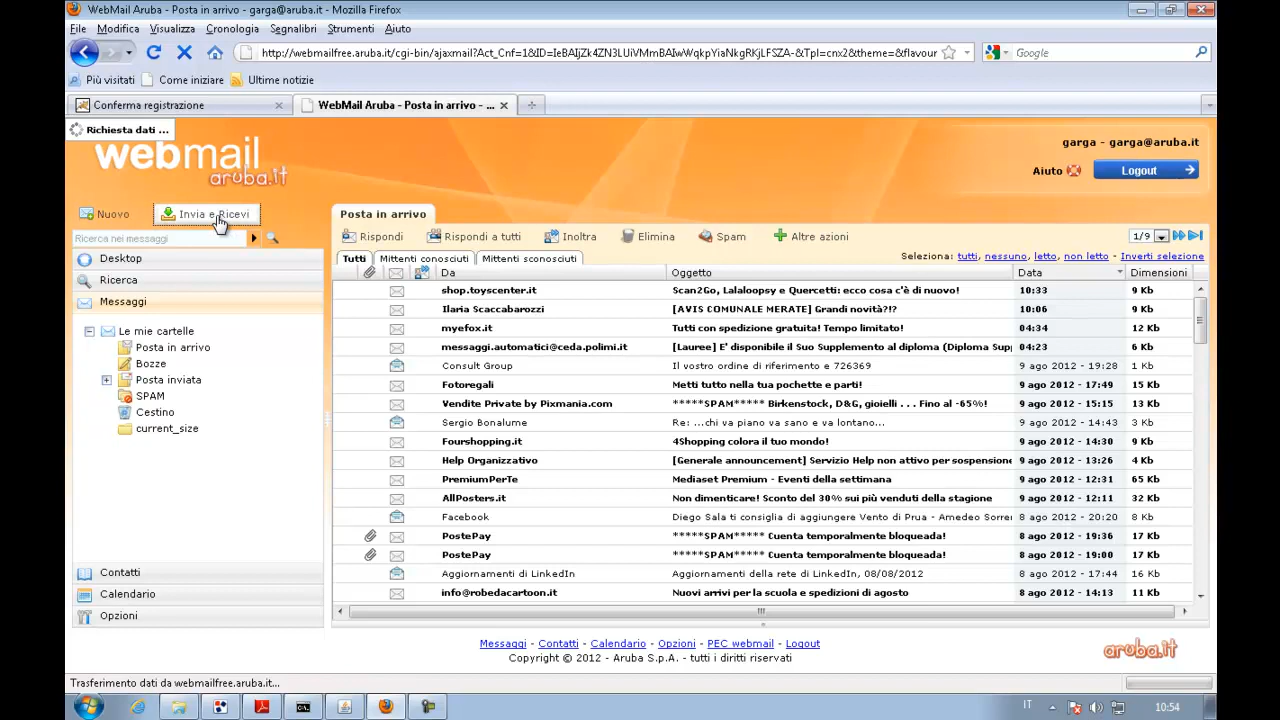 WebMail Aruba - Posta in arrivo - garga@aruba.it - Mozilla Firefox
File Modifica Visualizza Cronologia Segnalibri Strumenti Aiuto
http://webmailfree.aruba.it/cgi-bin/ajaxmail?Act_Cnf=1&ID=IeBAIjZk4ZN3LUiVMmBAIwWqkpYiaNkgRKjLFSZA-&Tpl=cnx2&theme=&flavour Google
Più visitati Come iniziare Ultime notizie
Conferma registrazione WebMail Aruba - Posta in arrivo - ...
Richiesta dati ...
webmail
aruba.it
garga - garga@aruba.it
Aiuto Logout
Nuovo Invia e Ricevi
Posta in arrivo
Ricerca nei messaggi
Rispondi Rispondi a tutti Inoltra Elimina Spam Altre azioni 1/9
Tutti Mittenti conosciuti Mittenti sconosciuti Seleziona: tutti, nessuno, letto, non letto - Inverti selezione
Da Oggetto Data Dimensioni
shop.toyscenter.it Scan2Go, Lalaloopsy e Quercetti: ecco cosa c'è di nuovo! 10:33 9 Kb
Ilaria Scaccabarozzi [AVIS COMUNALE MERATE] Grandi novità?!? 10:06 9 Kb
myefox.it Tutti con spedizione gratuita! Tempo limitato! 04:34 12 Kb
messaggi.automatici@ceda.polimi.it [Lauree] E' disponibile il Suo Supplemento al diploma (Diploma Supp 04:23 6 Kb
Consult Group Il vostro ordine di riferimento e 726369 9 ago 2012 - 19:28 1 Kb
Fotoregali Metti tutto nella tua pochette e parti! 9 ago 2012 - 17:49 15 Kb
Vendite Private by Pixmania.com *****SPAM***** Birkenstock, D&G, gioielli . . . Fino al -65%! 9 ago 2012 - 15:15 13 Kb
Sergio Bonalume Re: ...chi va piano va sano e va lontano... 9 ago 2012 - 14:43 3 Kb
Fourshopping.it 4Shopping colora il tuo mondo! 9 ago 2012 - 14:30 9 Kb
Help Organizzativo [Generale announcement] Servizio Help non attivo per sospensione 9 ago 2012 - 13:26 4 Kb
PremiumPerTe Mediaset Premium - Eventi della settimana 9 ago 2012 - 12:31 65 Kb
AllPosters.it Non dimenticare! Sconto del 30% sui più venduti della stagione 9 ago 2012 - 12:11 32 Kb
Facebook Diego Sala ti consiglia di aggiungere Vento di Prua - Amedeo Sorrer 8 ago 2012 - 20:20 8 Kb
PostePay *****SPAM***** Cuenta temporalmente bloqueada! 8 ago 2012 - 19:36 17 Kb
PostePay *****SPAM***** Cuenta temporalmente bloqueada! 8 ago 2012 - 19:00 17 Kb
Aggiornamenti di LinkedIn Aggiornamenti della rete di LinkedIn, 08/08/2012 8 ago 2012 - 17:44 16 Kb
info@robedacartoon.it Nuovi arrivi per la scuola e spedizioni di agosto 8 ago 2012 - 14:13 11 Kb
Desktop
Ricerca
Messaggi
Le mie cartelle
Posta in arrivo
Bozze
Posta inviata
SPAM
Cestino
current_size
Contatti
Calendario
Opzioni
Messaggi - Contatti - Calendario - Opzioni - PEC webmail - Logout
Copyright © 2012 - Aruba S.p.A. - tutti i diritti riservati
aruba.it
Trasferimento dati da webmailfree.aruba.it...
IT 10:54